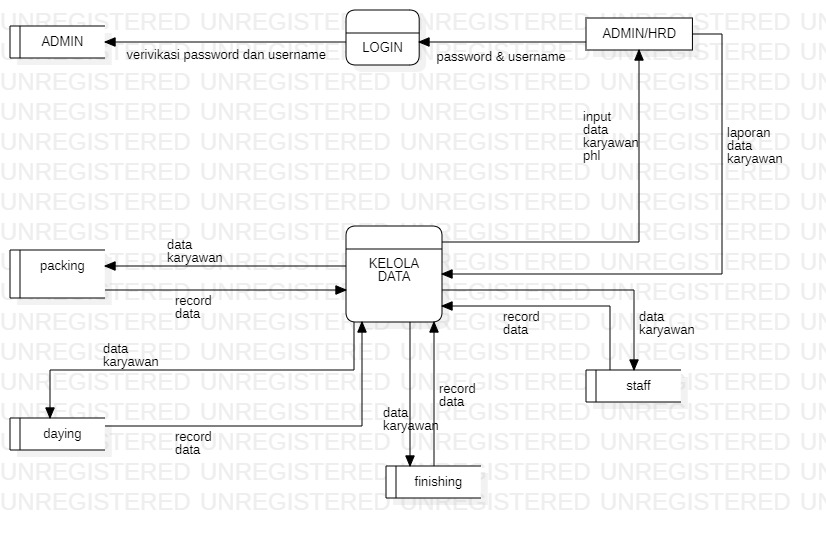 ADMIN
verivikasi password dan username
LOGIN
password & username
ADMIN/HRD
input
data
karyawan
phl
laporan
data
karyawan
packing
data
karyawan
record
data
KELOLA
DATA
record
data
data
karyawan
staff
data
karyawan
daying
record
data
data
karyawan
record
data
finishing
UNREGISTERED UNREGISTERED UNREGISTERED UNREGISTERED UN